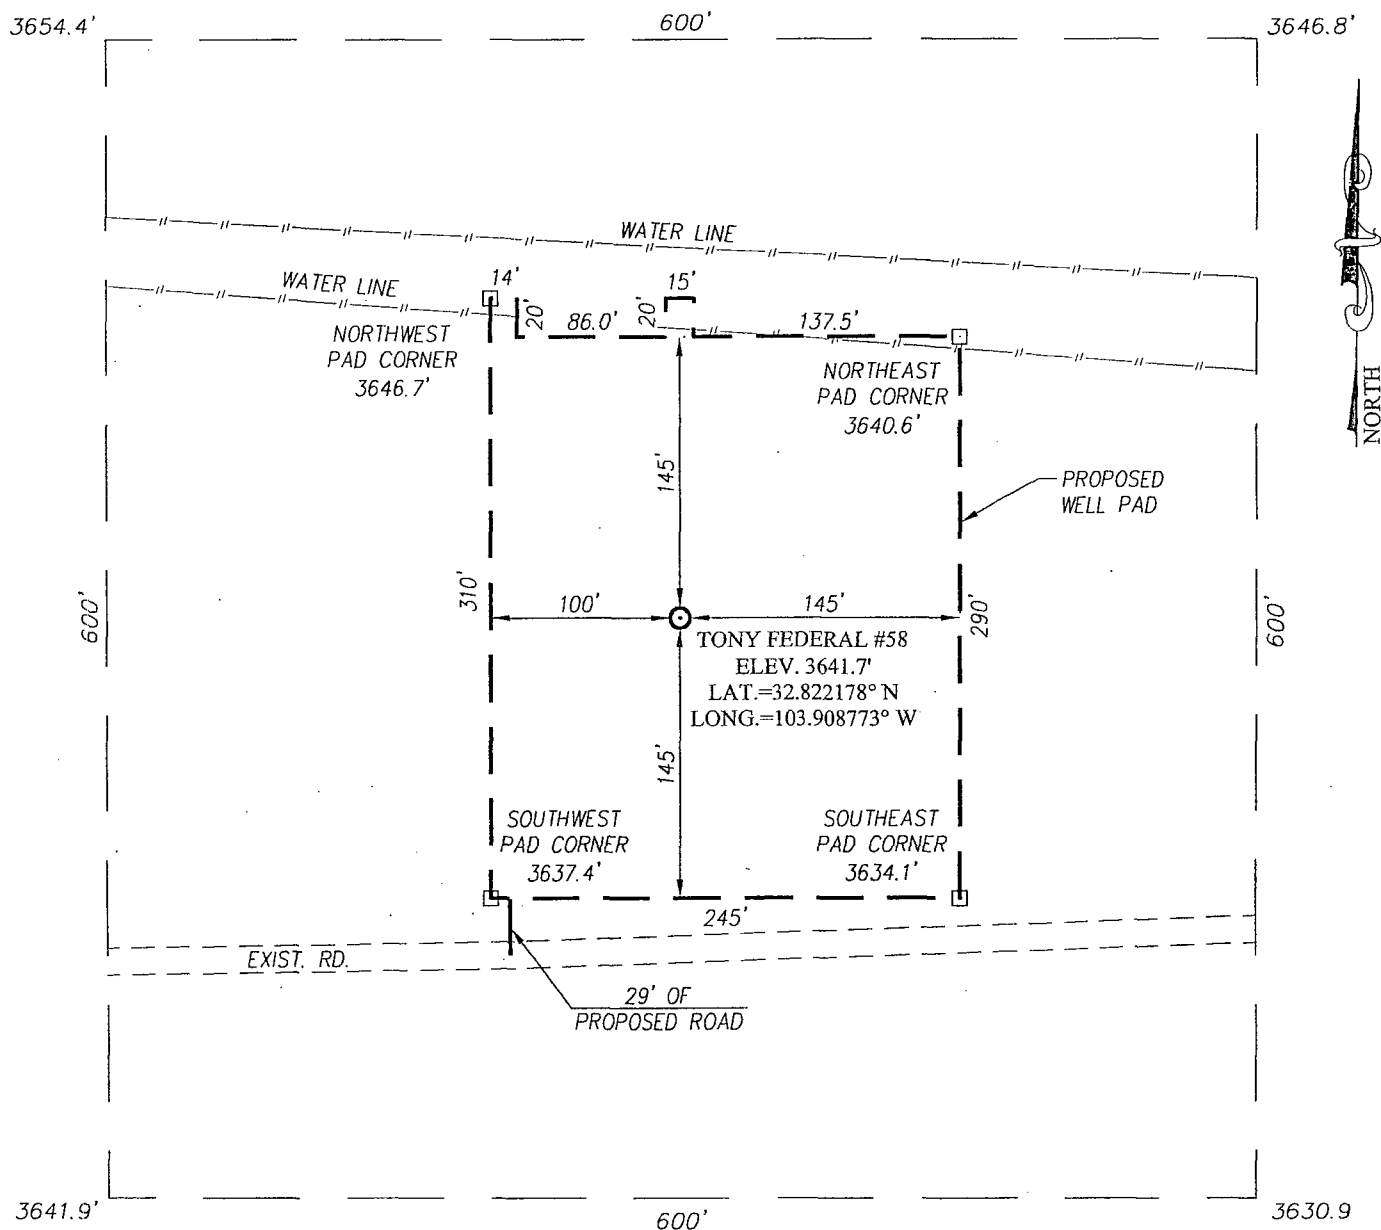 3654.4'
600'
3646.8'
WATER LINE
WATER LINE
14'
20'
86.0'
20'
15'
137.5'
NORTHWEST
PAD CORNER
3646.7'
NORTHEAST
PAD CORNER
3640.6'
NORTH
145'
PROPOSED
WELL PAD
600'
310'
100'
145'
290'
600'
TONY FEDERAL #58
ELEV. 3641.7'
LAT.=32.822178° N
LONG.=103.908773° W
145'
SOUTHWEST
PAD CORNER
3637.4'
SOUTHEAST
PAD CORNER
3634.1'
245'
EXIST. RD.
29' OF
PROPOSED ROAD
3641.9'
600'
3630.9